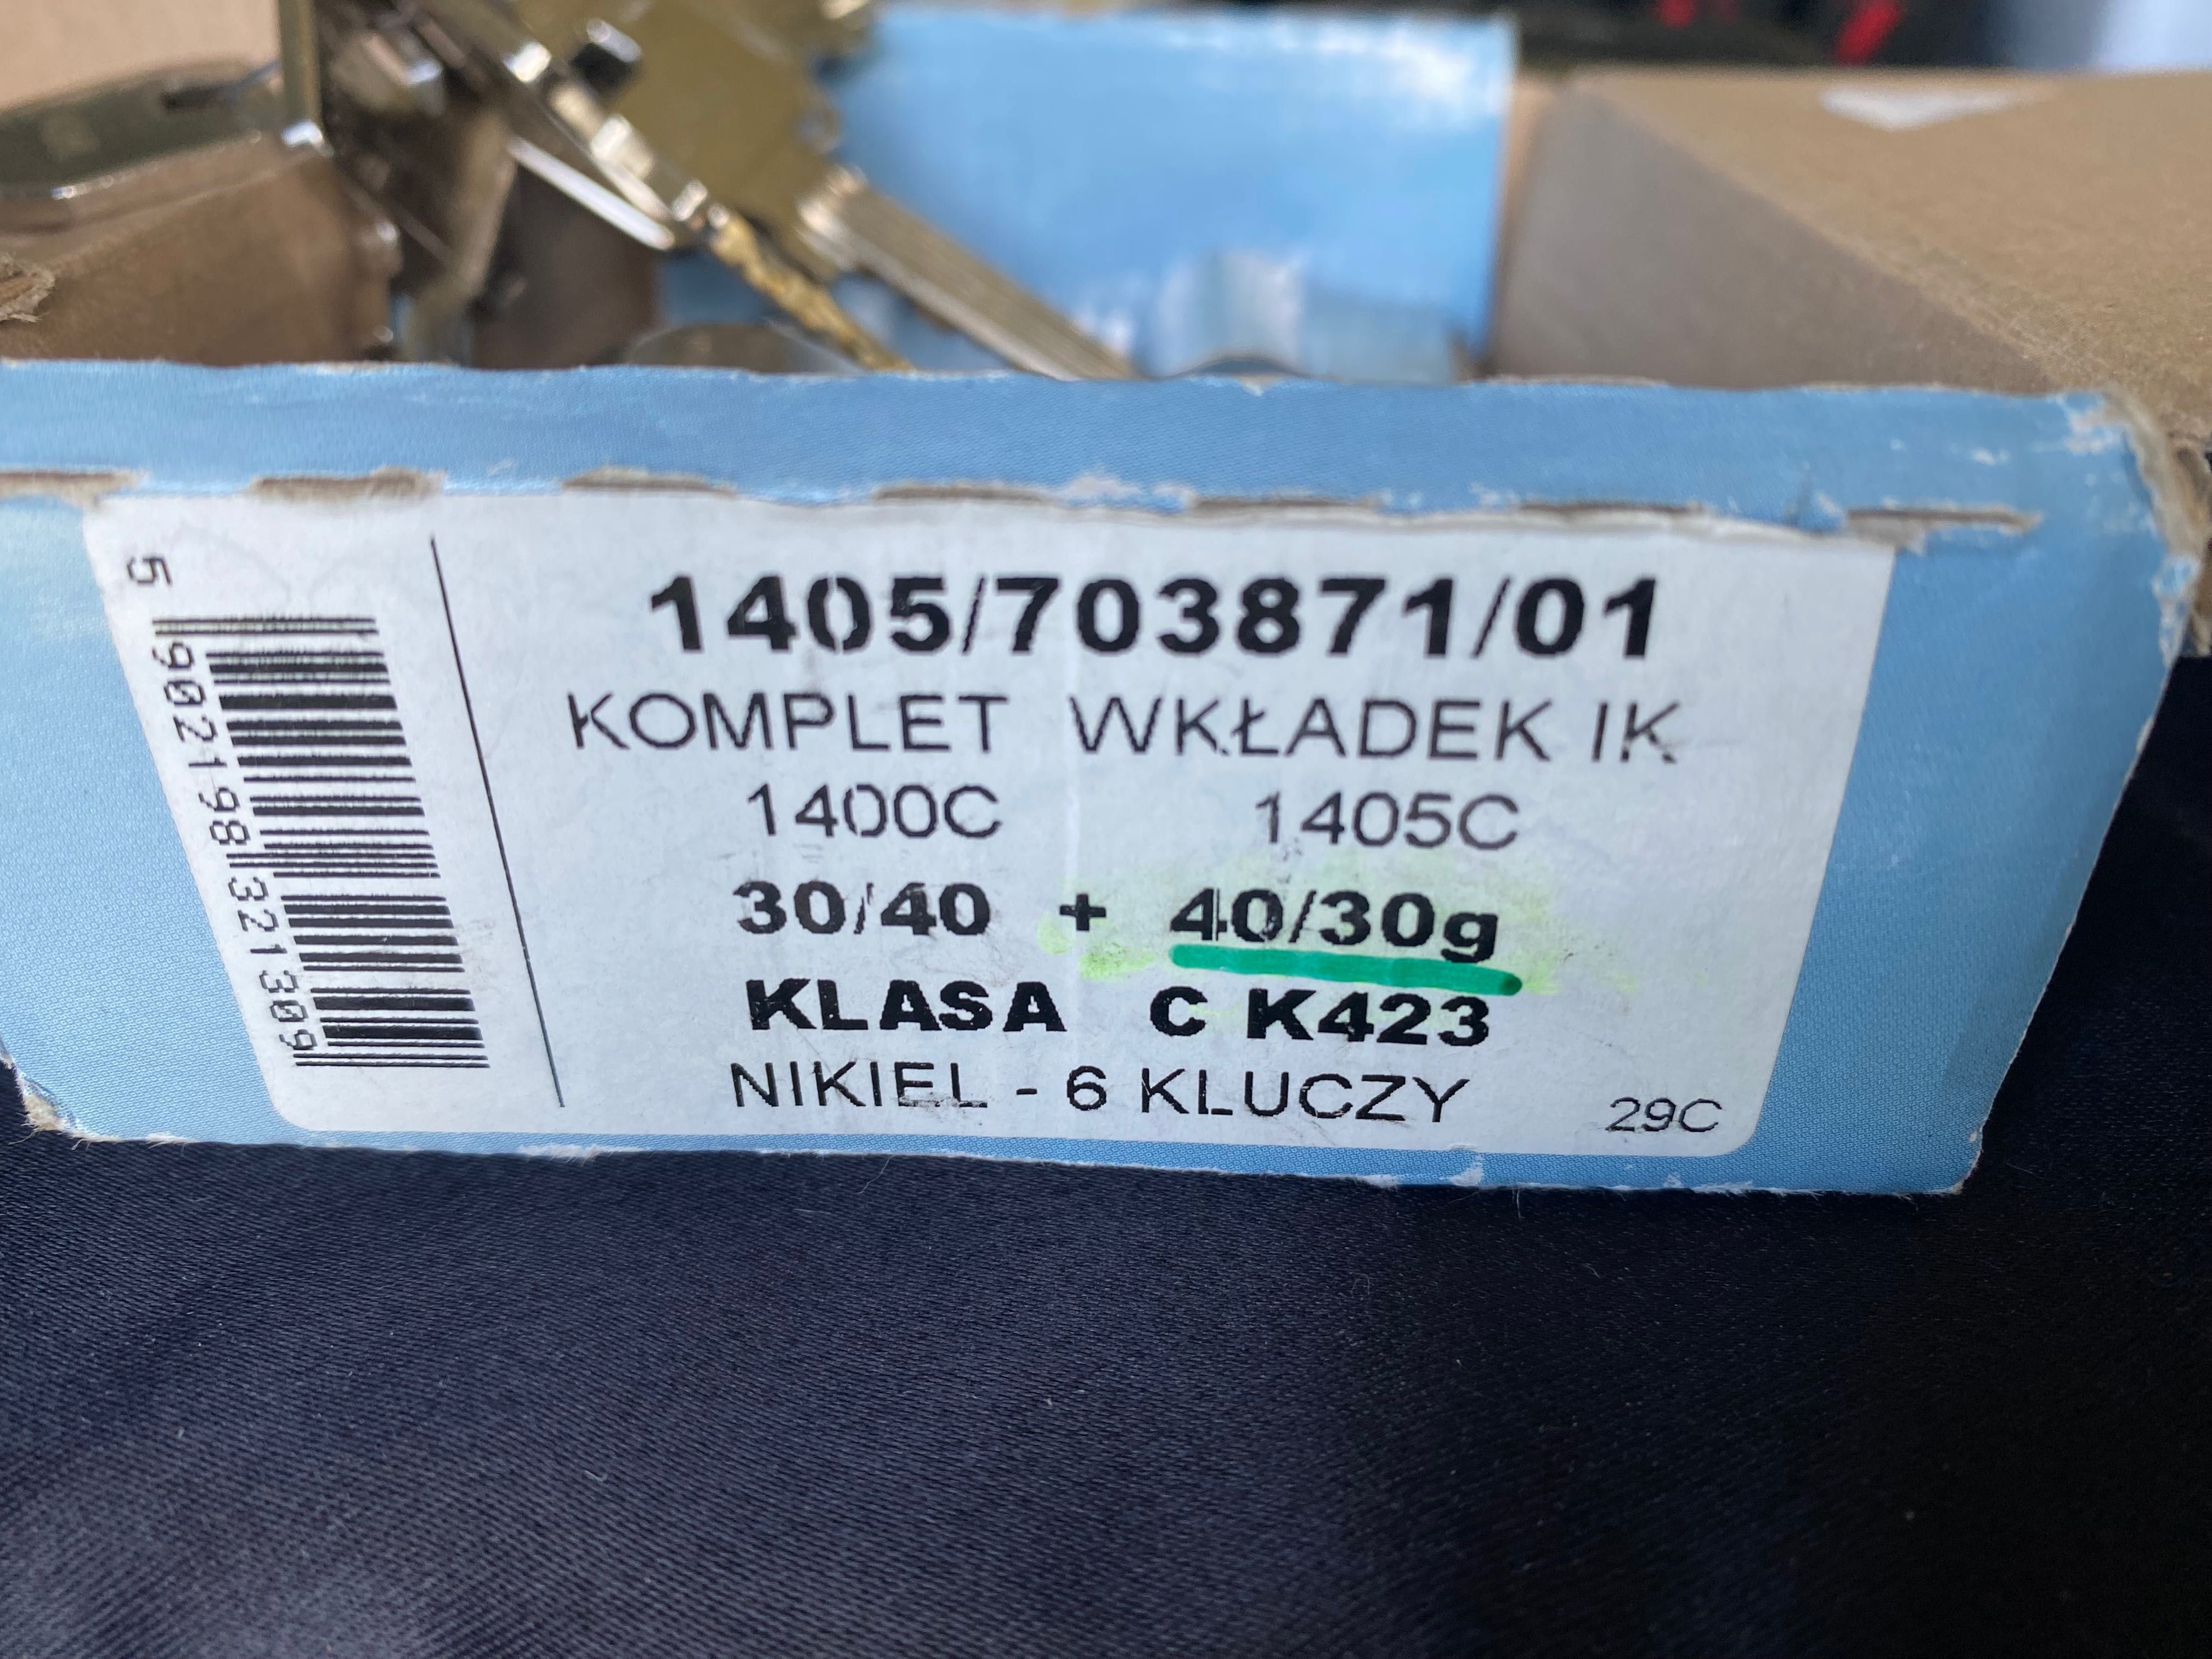 1405/703871/01
KOMPLET WKŁADEK IK
1400C 1405C
30/40 + 40/30g
KLASA C K423
NIKIEL - 6 KLUCZY
29C
5 902198 321309